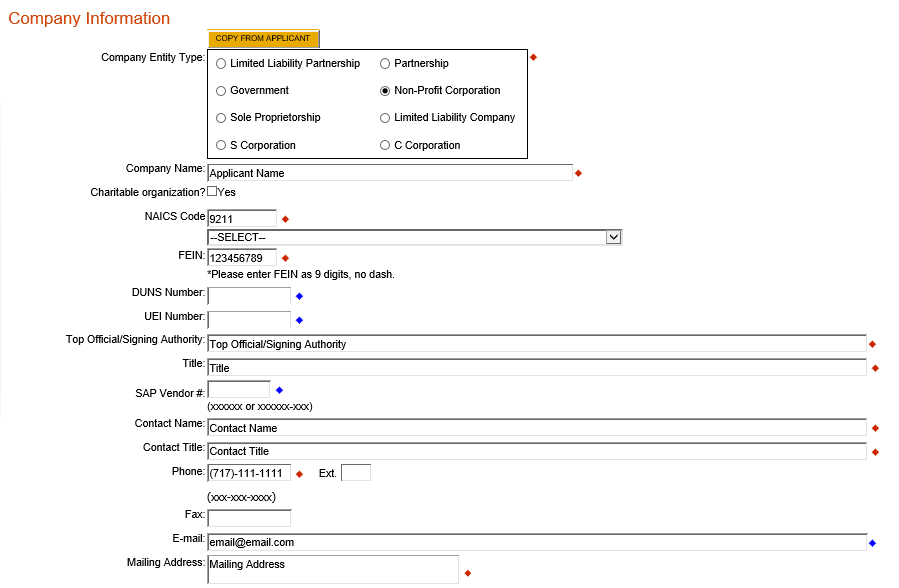 Company Information
COPY FROM APPLICANT
Company Entity Type:
Limited Liability Partnership Partnership
Government Non-Profit Corporation
Sole Proprietorship Limited Liability Company
S Corporation C Corporation
Company Name: Applicant Name
Charitable organization? Yes
NAICS Code 9211
--SELECT--
FEIN: 123456789
*Please enter FEIN as 9 digits, no dash.
DUNS Number:
UEI Number:
Top Official/Signing Authority: Top Official/Signing Authority
Title: Title
SAP Vendor #:
(xxxxxx or xxxxxx-xxx)
Contact Name: Contact Name
Contact Title: Contact Title
Phone: (717)-111-1111 Ext.
(xxx-xxx-xxxx)
Fax:
E-mail: email@email.com
Mailing Address: Mailing Address